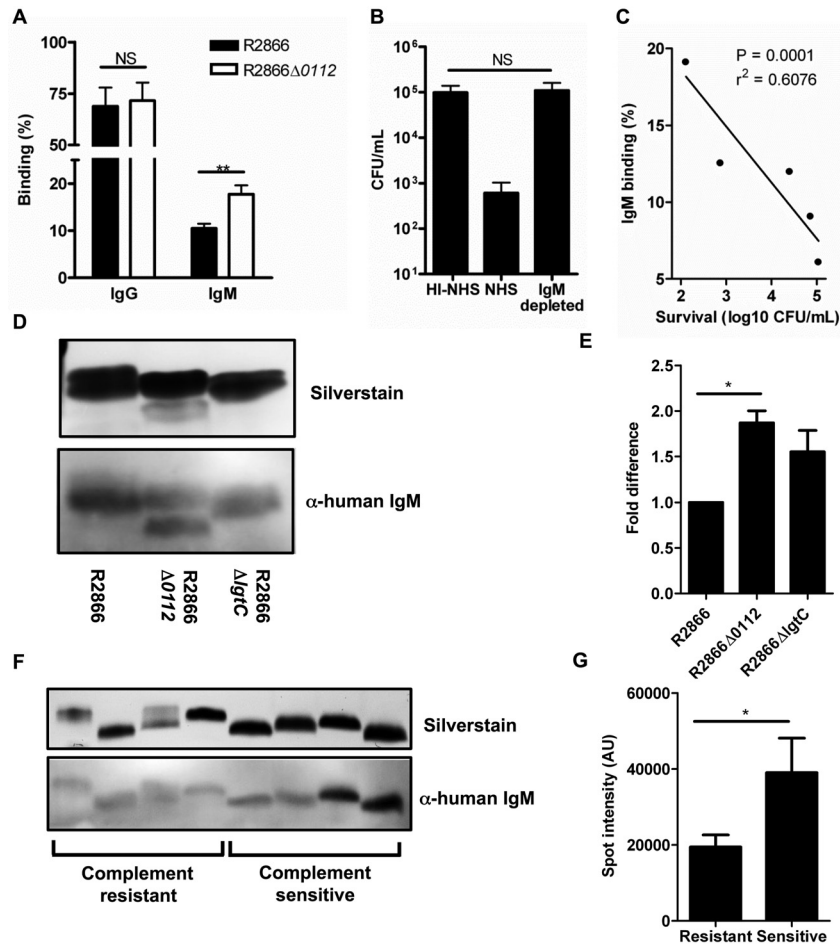 A
R2866
R2866Δ0112
NS
**
Binding (%)
100
75
50
20
10
0
IgG
IgM
B
NS
CFU/mL
10⁶
10⁵
10⁴
10³
10²
10¹
HI-NHS
NHS
IgM
depleted
C
P = 0.0001
r² = 0.6076
IgM binding (%)
20
15
10
5
2
3
4
5
Survival (log10 CFU/mL)
D
Silverstain
α-human IgM
R2866
R2866
Δ0112
R2866
ΔlgtC
E
*
Fold difference
2.5
2.0
1.5
1.0
0.5
0.0
R2866
R2866Δ0112
R2866ΔlgtC
F
Silverstain
α-human IgM
Complement
resistant
Complement
sensitive
G
*
Spot intensity (AU)
60000
40000
20000
0
Resistant
Sensitive